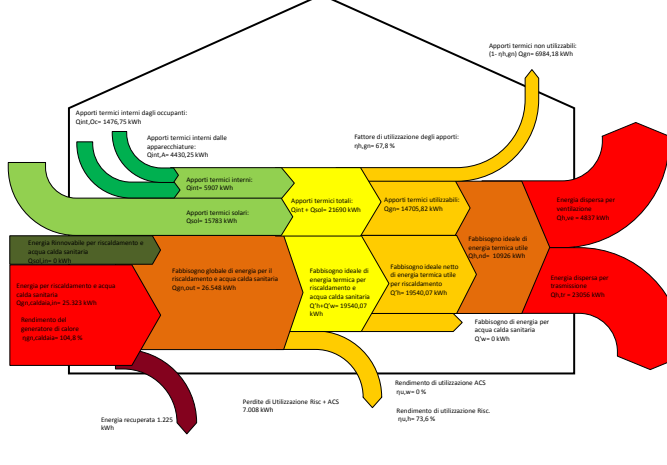 Apporti termici non utilizzabili:
(1- ηh,gn) Qgn= 6984,18 kWh
Apporti termici interni dagli occupanti:
Qint,Oc= 1476,75 kWh
Apporti termici interni dalle
apparecchiature:
Qint,A= 4430,25 kWh
Fattore di utilizzazione degli apporti:
ηh,gn= 67,8 %
Apporti termici interni:
Qint= 5907 kWh
Apporti termici solari:
Qsol= 15783 kWh
Apporti termici totali:
Qint + Qsol= 21690 kWh
Apporti termici utilizzabili:
Qgn= 14705,82 kWh
Energia dispersa per
ventilazione
Qh,ve= 4837 kWh
Energia Rinnovabile per riscaldamento e
acqua calda sanitaria
Qsol,in= 0 kWh
Fabbisogno ideale di
energia termica utile
Qh,nd= 10926 kWh
Fabbisogno globale di energia per il
riscaldamento e acqua calda sanitaria
Qgn,out = 26.548 kWh
Fabbisogno ideale di
energia termica per
riscaldamento e
acqua calda sanitaria
Q'h+Q'w= 19540,07
kWh
Fabbisogno ideale netto
di energia termica utile
per riscaldamento
Q'h= 19540,07 kWh
Energia dispersa per
trasmissione
Qh,tr = 23056 kWh
Energia per riscaldamento e acqua
calda sanitaria
Qgn,caldaia,in= 25.323 kWh
Rendimento del
generatore di calore
ηgn,caldaia= 104,8 %
Fabbisogno di energia per
acqua calda sanitaria
Q'w= 0 kWh
Rendimento di utilizzazione ACS
ηu,w= 0 %
Perdite di Utilizzazione Risc + ACS
7.008 kWh
Rendimento di utilizzazione Risc.
ηu,h= 73,6 %
Energia recuperata 1.225
kWh